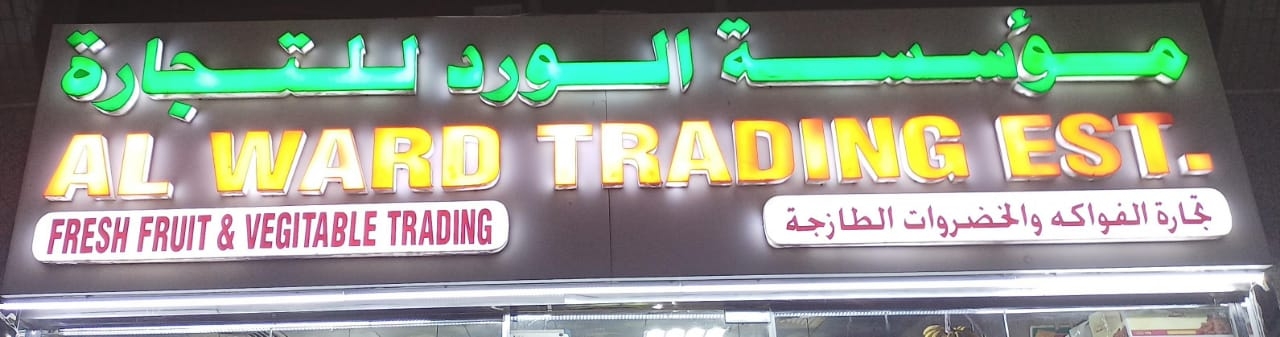 مؤسسة الورد للتجارة
AL WARD TRADING EST.
FRESH FRUIT & VEGITABLE TRADING
تجارة الفواكه والخضروات الطازجة